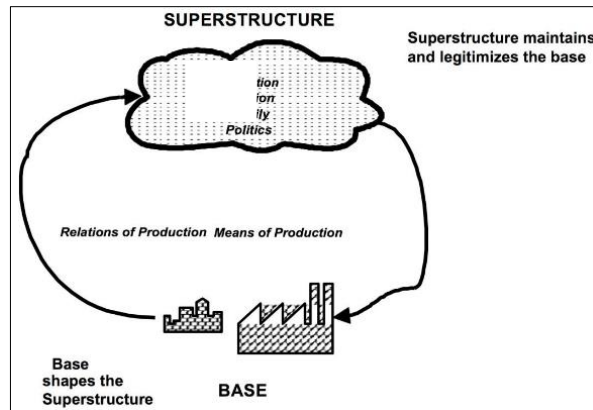 SUPERSTRUCTURE
Superstructure maintains
and legitimizes the base
Politics
Relations of Production Means of Production
Base
shapes the
Superstructure
BASE